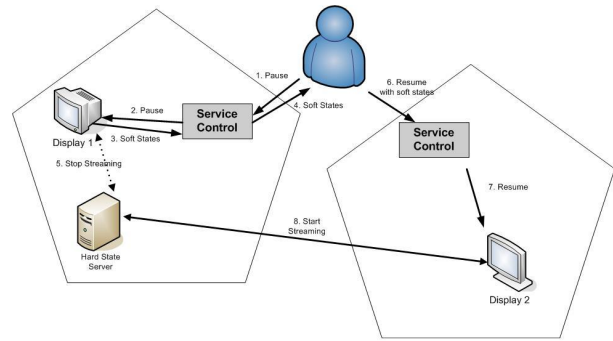 1. Pause
6. Resume
with soft states
2. Pause
Service
Control
4. Soft States
Display 1
3. Soft States
Service
Control
5. Stop Streaming
7. Resume
8. Start
Streaming
Hard State
Server
Display 2